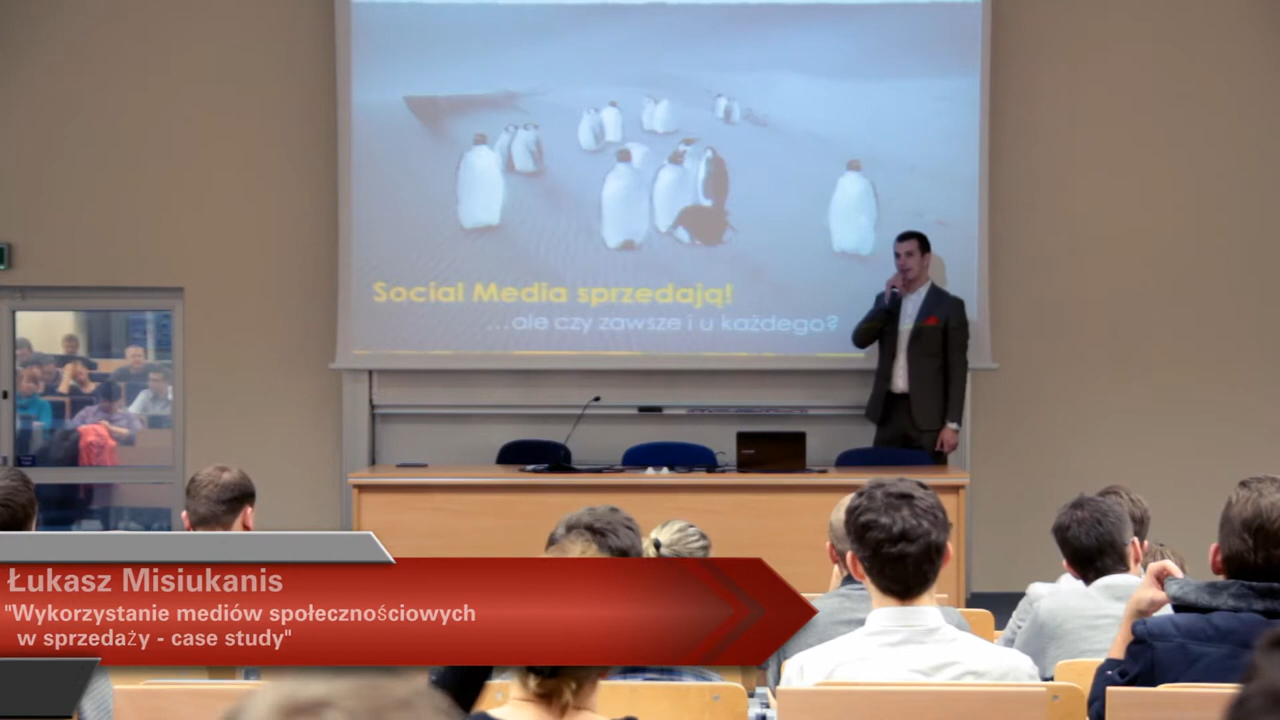 Social Media sprzedają!
...ale czy zawsze i u każdego?
Łukasz Misiukanis
"Wykorzystanie mediów społecznościowych
w sprzedaży - case study"